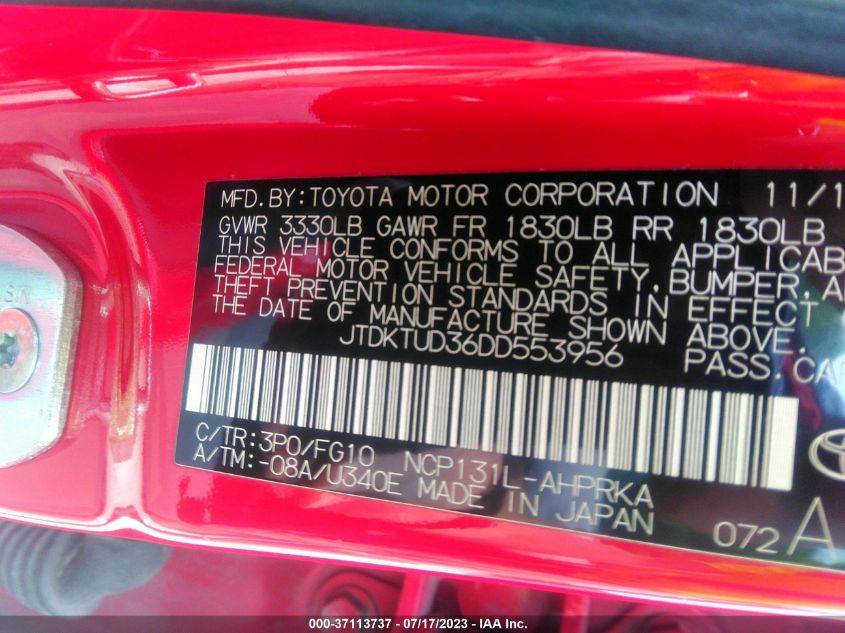 MFD.BY:TOYOTA MOTOR CORPORATION 11/1
GVWR 3330LB GAWR FR 1830LB RR 1830LB
THIS VEHICLE CONFORMS TO ALL APPLICAB
FEDERAL MOTOR VEHICLE SAFETY,BUMPER,A
THEFT PREVENTION STANDARDS IN EFFECT
THE DATE OF MANUFACTURE SHOWN ABOVE.
JTDKTUD36DD553956 PASS.CA
C/TR:3P0/FG10 NCP131L-AHPRKA
A/TM:-08A/U340E MADE IN JAPAN 072 A
000-37113737 - 07/17/2023 - IAA Inc.